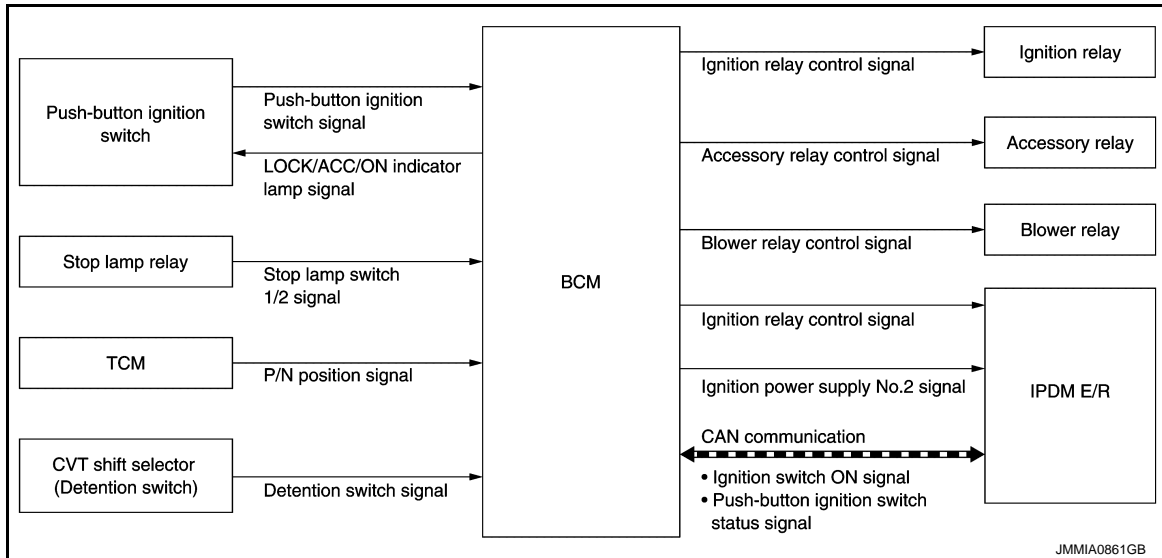 Push-button ignition
switch
Push-button ignition
switch signal
LOCK/ACC/ON indicator
lamp signal
Stop lamp relay
Stop lamp switch
1/2 signal
TCM
P/N position signal
CVT shift selector
(Detention switch)
Detention switch signal
BCM
Ignition relay control signal
Ignition relay
Accessory relay control signal
Accessory relay
Blower relay control signal
Blower relay
Ignition relay control signal
Ignition power supply No.2 signal
IPDM E/R
CAN communication
• Ignition switch ON signal
• Push-button ignition switch
status signal
JMMIA0861GB